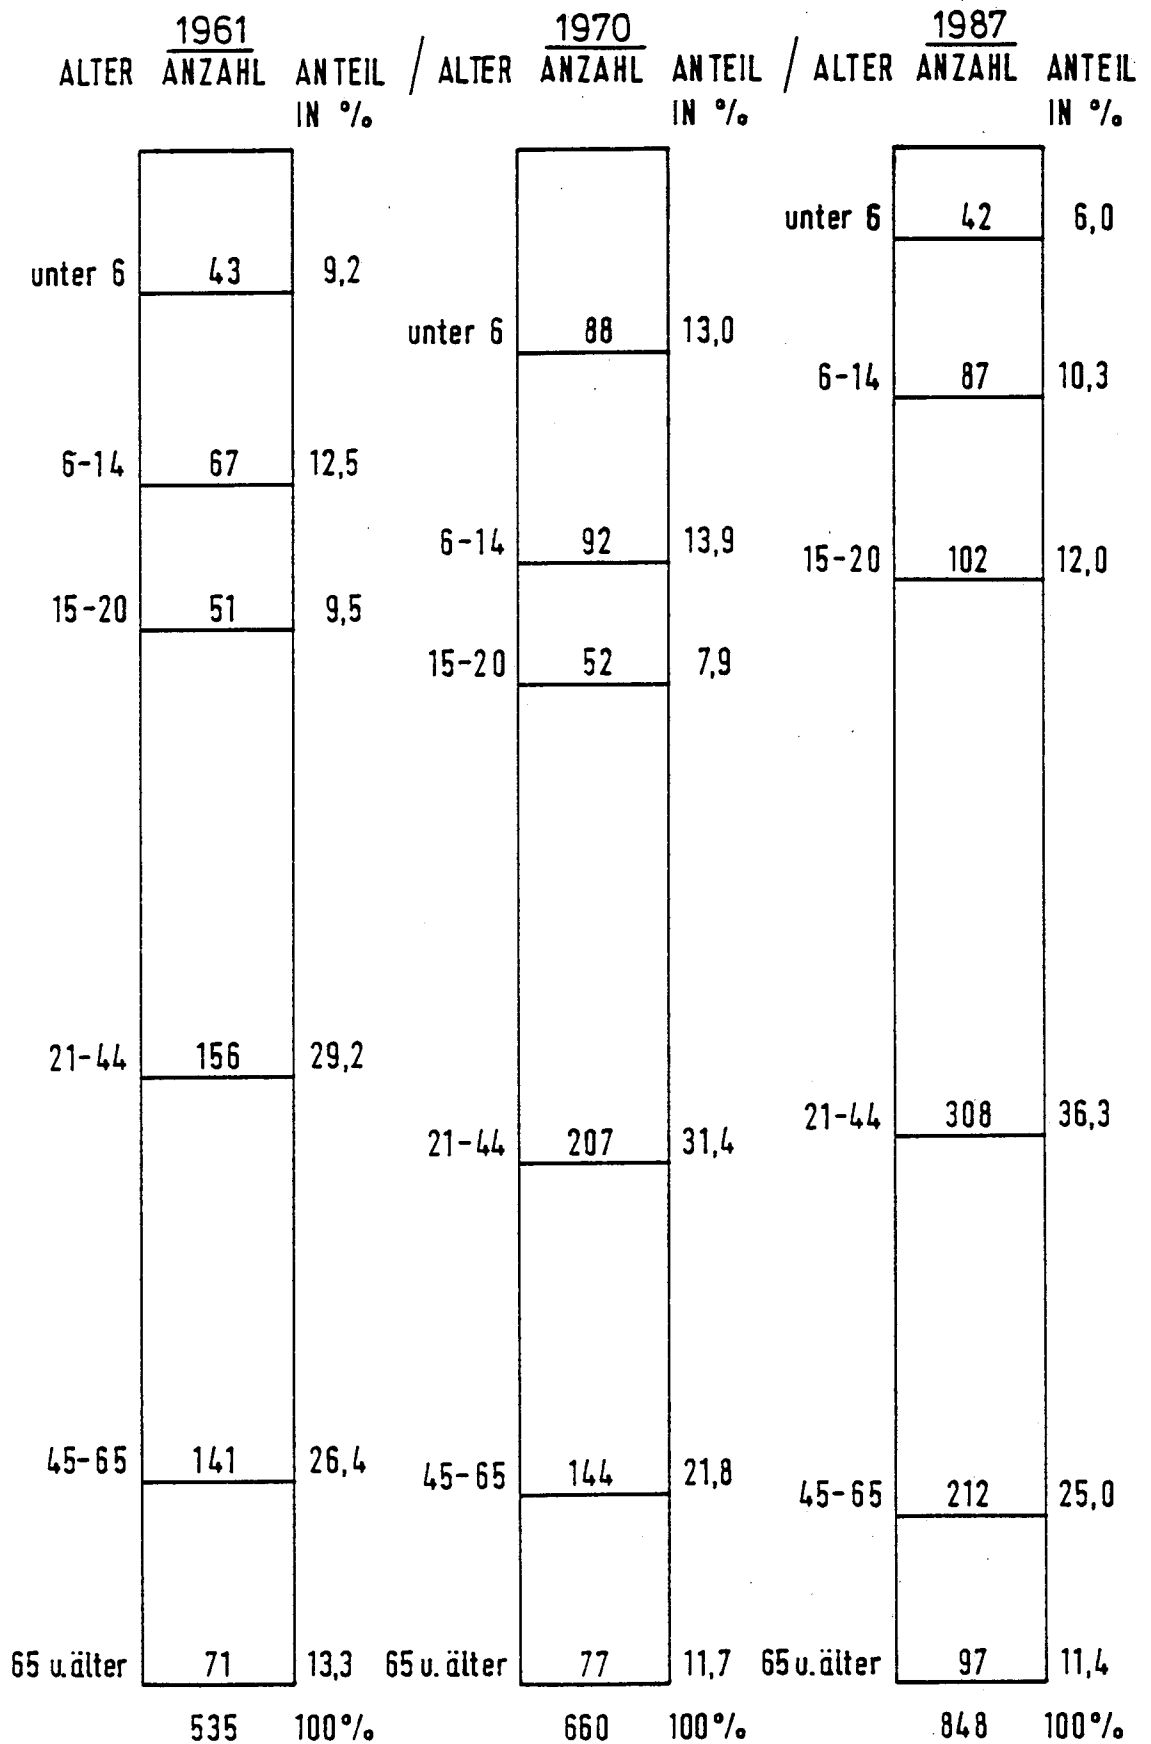 1961 1970 1987
ALTER ANZAHL ANTEIL / ALTER ANZAHL ANTEIL / ALTER ANZAHL ANTEIL
IN % IN % IN %
unter 6 42 6,0
unter 6 43 9,2
unter 6 88 13,0
6-14 87 10,3
6-14 67 12,5
6-14 92 13,9
15-20 102 12,0
15-20 51 9,5
15-20 52 7,9
21-44 156 29,2
21-44 308 36,3
21-44 207 31,4
45-65 141 26,4
45-65 144 21,8
45-65 212 25,0
65 u. älter 71 13,3 65 u. älter 77 11,7 65 u. älter 97 11,4
535 100% 660 100% 848 100%